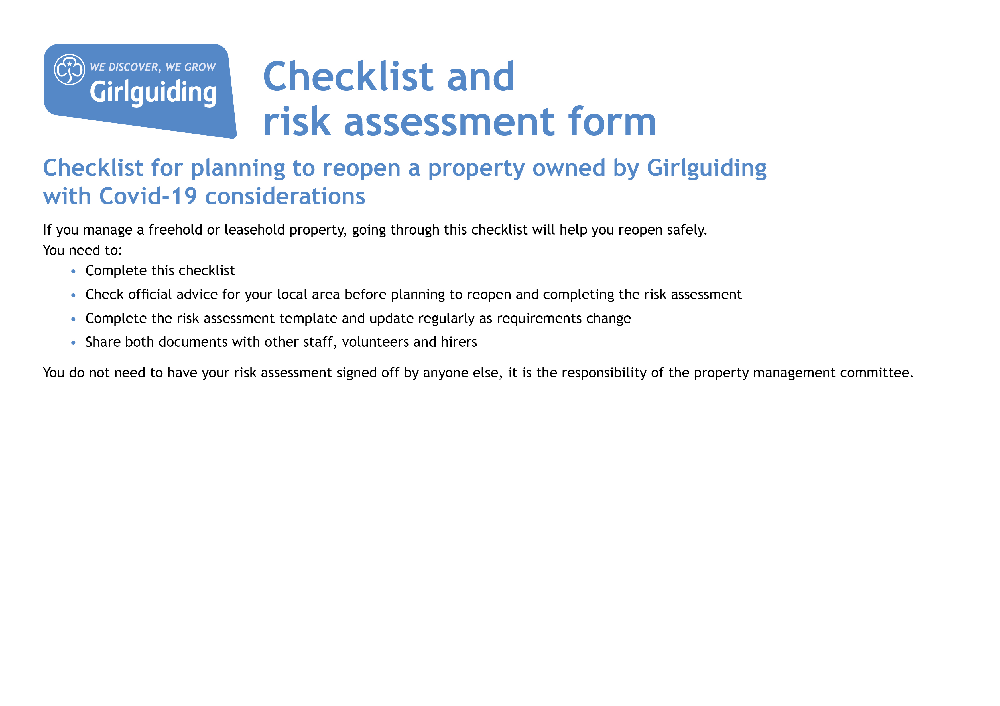 WE DISCOVER, WE GROW
Girlguiding
Checklist and
risk assessment form
Checklist for planning to reopen a property owned by Girlguiding
with Covid-19 considerations
If you manage a freehold or leasehold property, going through this checklist will help you reopen safely.
You need to:
• Complete this checklist
• Check official advice for your local area before planning to reopen and completing the risk assessment
• Complete the risk assessment template and update regularly as requirements change
• Share both documents with other staff, volunteers and hirers
You do not need to have your risk assessment signed off by anyone else, it is the responsibility of the property management committee.